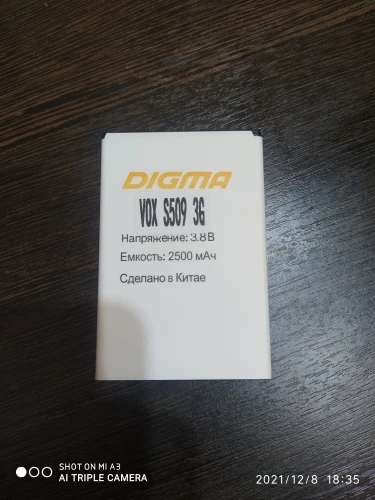 DIGMA
VOX S509 3G
Напряжение: 3.8В
Емкость: 2500 мАч
Сделано в Китае
SHOT ON MI A3
AI TRIPLE CAMERA
2021/12/8 18:35